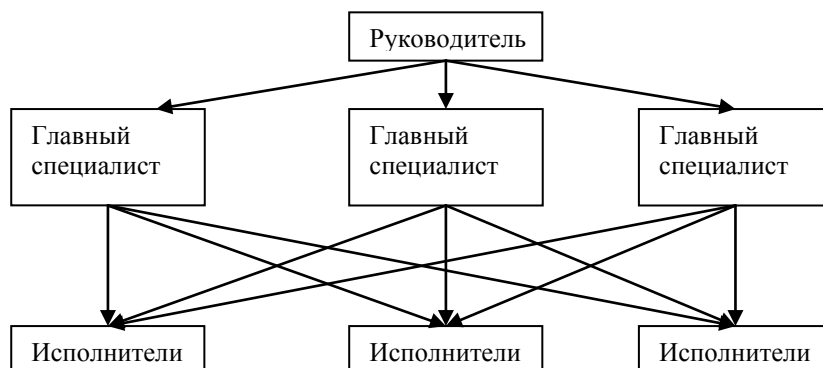 Руководитель
Главный
специалист
Главный
специалист
Главный
специалист
Исполнители
Исполнители
Исполнители